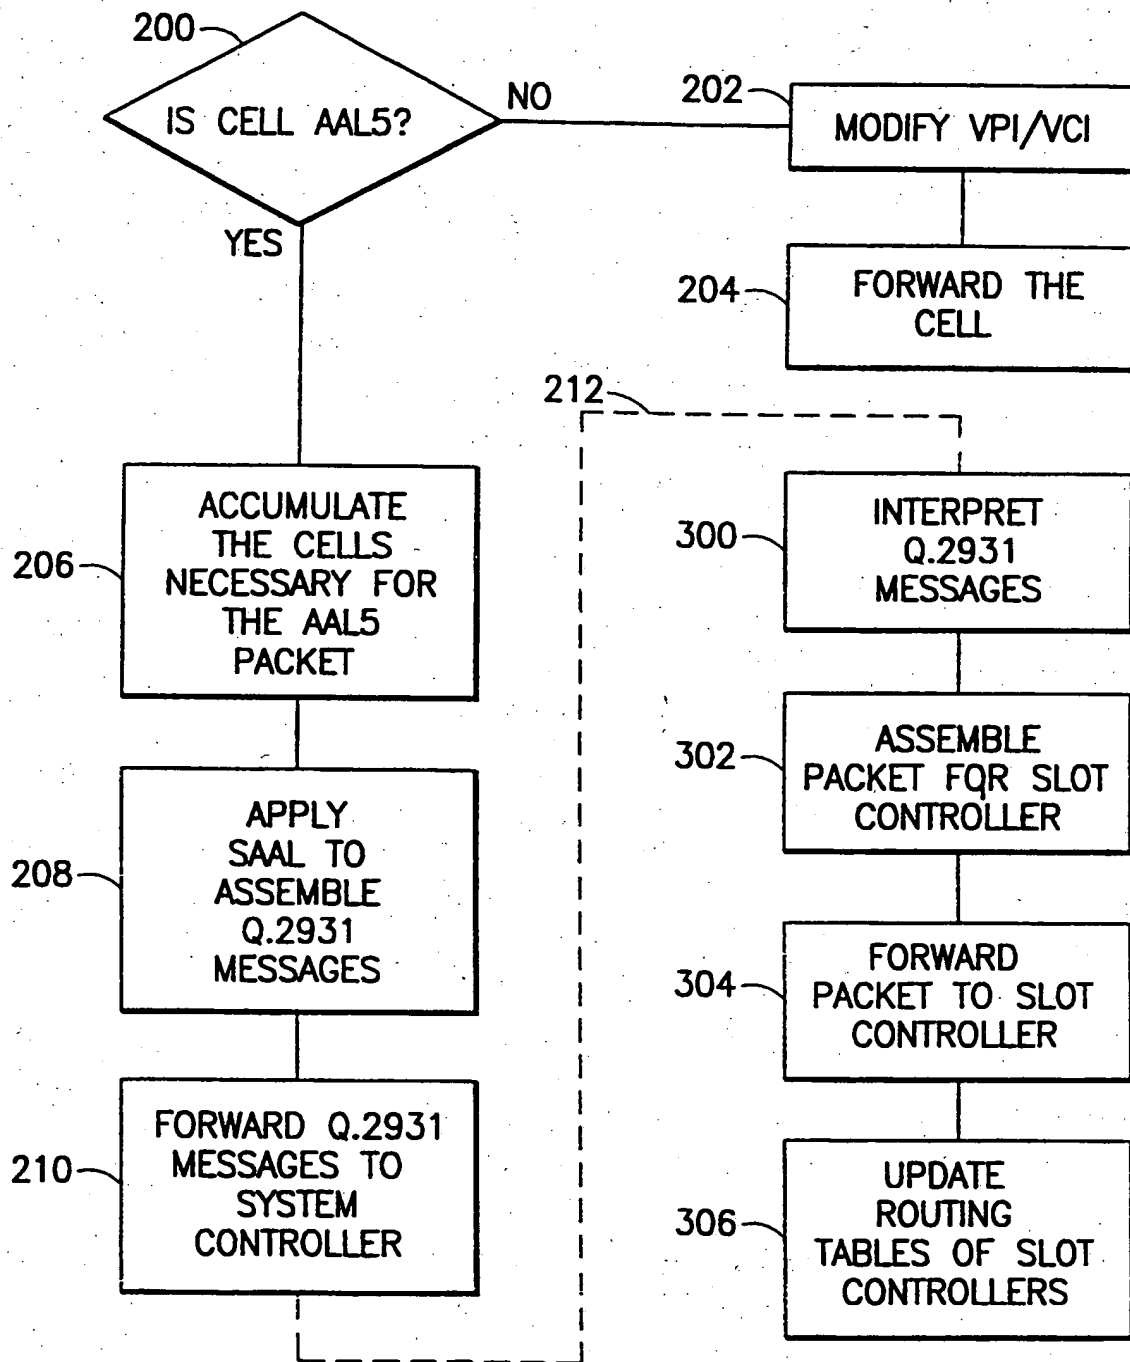 200
IS CELL AAL5?
NO
YES
202
MODIFY VPI/VCI
204
FORWARD THE
CELL
206
ACCUMULATE
THE CELLS
NECESSARY FOR
THE AAL5
PACKET
208
APPLY
SAAL TO
ASSEMBLE
Q.2931
MESSAGES
210
FORWARD Q.2931
MESSAGES TO
SYSTEM
CONTROLLER
212
300
INTERPRET
Q.2931
MESSAGES
302
ASSEMBLE
PACKET FOR SLOT
CONTROLLER
304
FORWARD
PACKET TO SLOT
CONTROLLER
306
UPDATE
ROUTING
TABLES OF SLOT
CONTROLLERS